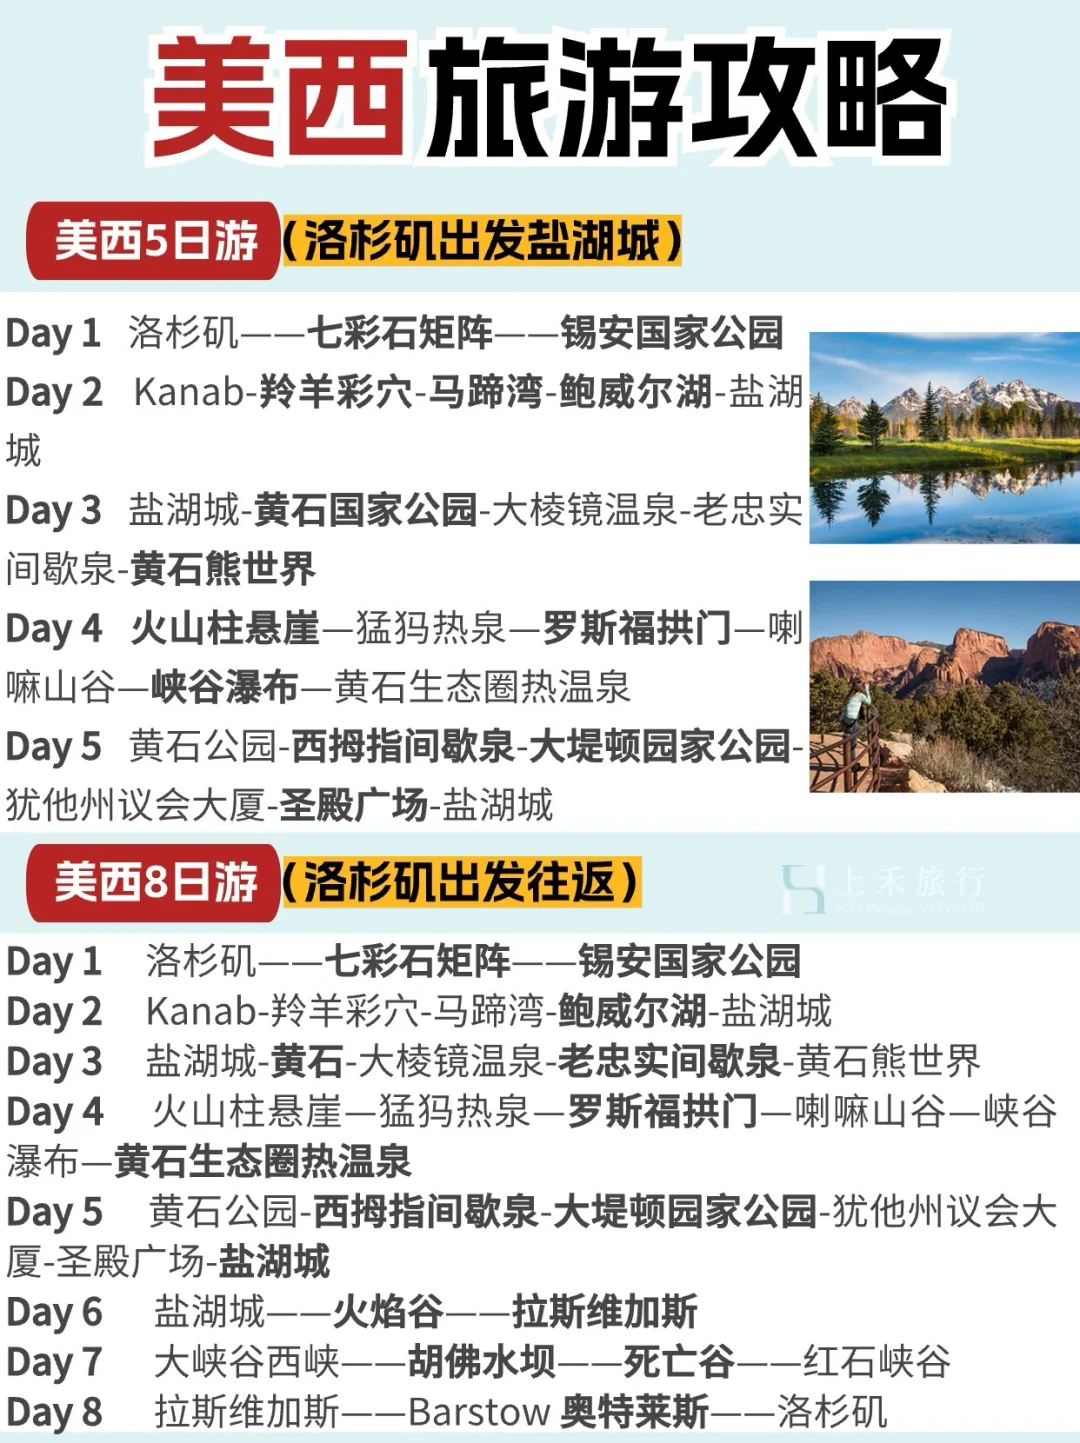 美西旅游攻略
美西5日游（洛杉矶出发盐湖城）
Day 1 洛杉矶——七彩石矩阵——锡安国家公园
Day 2 Kanab-羚羊彩穴-马蹄湾-鲍威尔湖-盐湖
城
Day 3 盐湖城-黄石国家公园-大棱镜温泉-老忠实
间歇泉-黄石熊世界
Day 4 火山柱悬崖—猛犸热泉—罗斯福拱门—喇
嘛山谷—峡谷瀑布—黄石生态圈热温泉
Day 5 黄石公园-西拇指间歇泉-大堤顿园家公园-
犹他州议会大厦-圣殿广场-盐湖城
美西8日游（洛杉矶出发往返）
上禾旅行
Day 1 洛杉矶——七彩石矩阵——锡安国家公园
Day 2 Kanab-羚羊彩穴-马蹄湾-鲍威尔湖-盐湖城
Day 3 盐湖城-黄石-大棱镜温泉-老忠实间歇泉-黄石熊世界
Day 4 火山柱悬崖—猛犸热泉—罗斯福拱门—喇嘛山谷—峡谷
瀑布—黄石生态圈热温泉
Day 5 黄石公园-西拇指间歇泉-大堤顿园家公园-犹他州议会大
厦-圣殿广场-盐湖城
Day 6 盐湖城——火焰谷——拉斯维加斯
Day 7 大峡谷西峡——胡佛水坝——死亡谷——红石峡谷
Day 8 拉斯维加斯——Barstow 奥特莱斯——洛杉矶